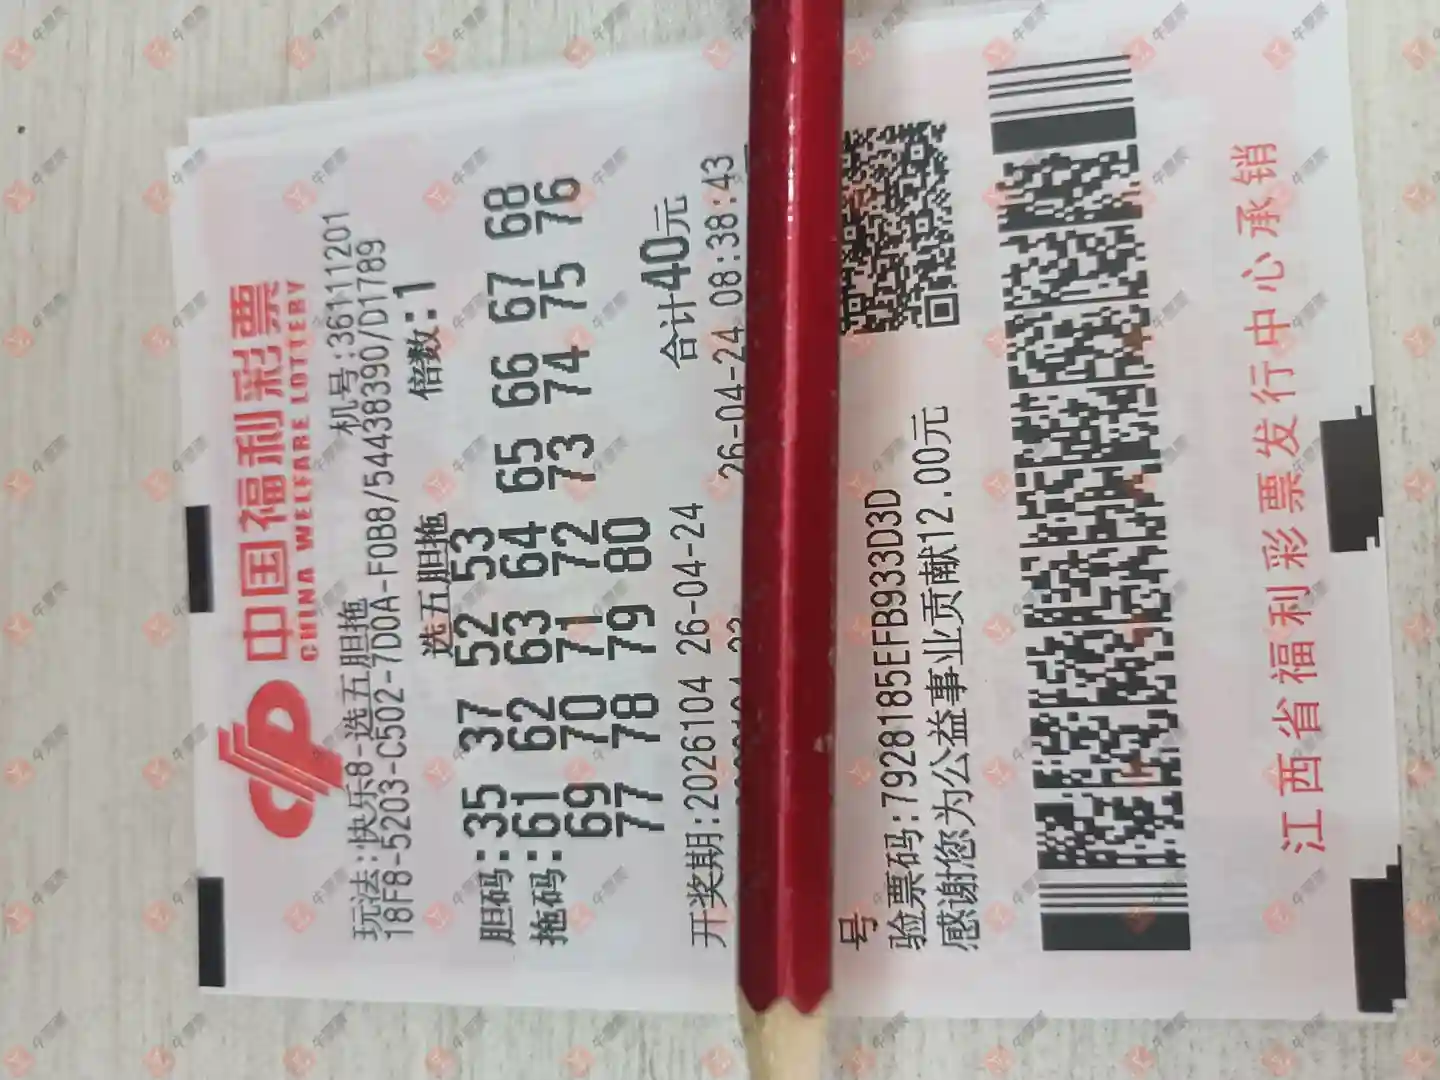 中国福利彩票
CHINA WELFARE LOTTERY
机号:36111201
玩法:快乐8-选五胆拖
18F8-5203-C502-7D0A-F0B8/544383390/D1789
选五胆拖 倍数:1
胆码:35 37 52 53
拖码:61 62 63 64 65 66 67 68
69 70 71 72 73 74 75 76
77 78 79 80
合计40元
开奖期:2026104 26-04-24 26-04-24 08:38:43
号
验票码:7928185EFB933D3D
感谢您为公益事业贡献12.00元
江西省福利彩票发行中心承销